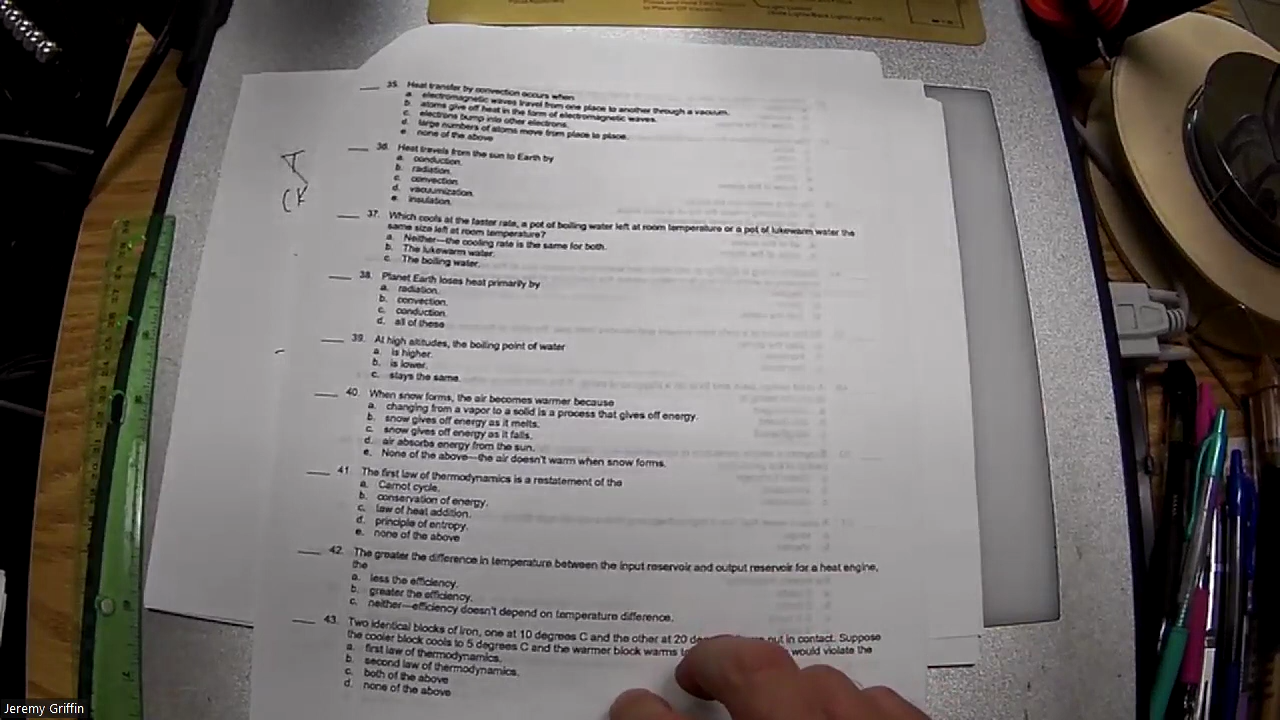 35. Heat transfer by convection occurs when
a. electromagnetic waves travel from one place to another through a vacuum.
b. atoms give off heat in the form of electromagnetic waves.
c. electrons bump into other electrons.
d. large numbers of atoms move from place to place.
e. none of the above
36. Heat travels from the sun to Earth by
a. conduction.
b. radiation.
c. convection.
d. vacuumization.
e. insulation.
37. Which cools at the faster rate, a pot of boiling water left at room temperature or a pot of lukewarm water the
same size left at room temperature?
a. Neither—the cooling rate is the same for both.
b. The lukewarm water.
c. The boiling water.
38. Planet Earth loses heat primarily by
a. radiation.
b. convection.
c. conduction.
d. all of these
39. At high altitudes, the boiling point of water
a. is higher.
b. is lower.
c. stays the same.
40. When snow forms, the air becomes warmer because
a. changing from a vapor to a solid is a process that gives off energy.
b. snow gives off energy as it melts.
c. snow gives off energy as it falls.
d. air absorbs energy from the sun.
e. None of the above—the air doesn't warm when snow forms.
41. The first law of thermodynamics is a restatement of the
a. Carnot cycle.
b. conservation of energy.
c. law of heat addition.
d. principle of entropy.
e. none of the above
42. The greater the difference in temperature between the input reservoir and output reservoir for a heat engine,
the
a. less the efficiency.
b. greater the efficiency.
c. neither—efficiency doesn't depend on temperature difference.
43. Two identical blocks of iron, one at 10 degrees C and the other at 20 put in contact. Suppose
the cooler block cools to 5 degrees C and the warmer block warms would violate the
a. first law of thermodynamics.
b. second law of thermodynamics.
c. both of the above
d. none of the above
Jeremy Griffin